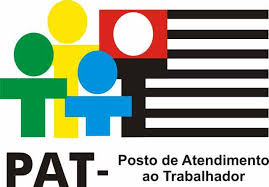 PAT- Posto de Atendimento
ao Trabalhador